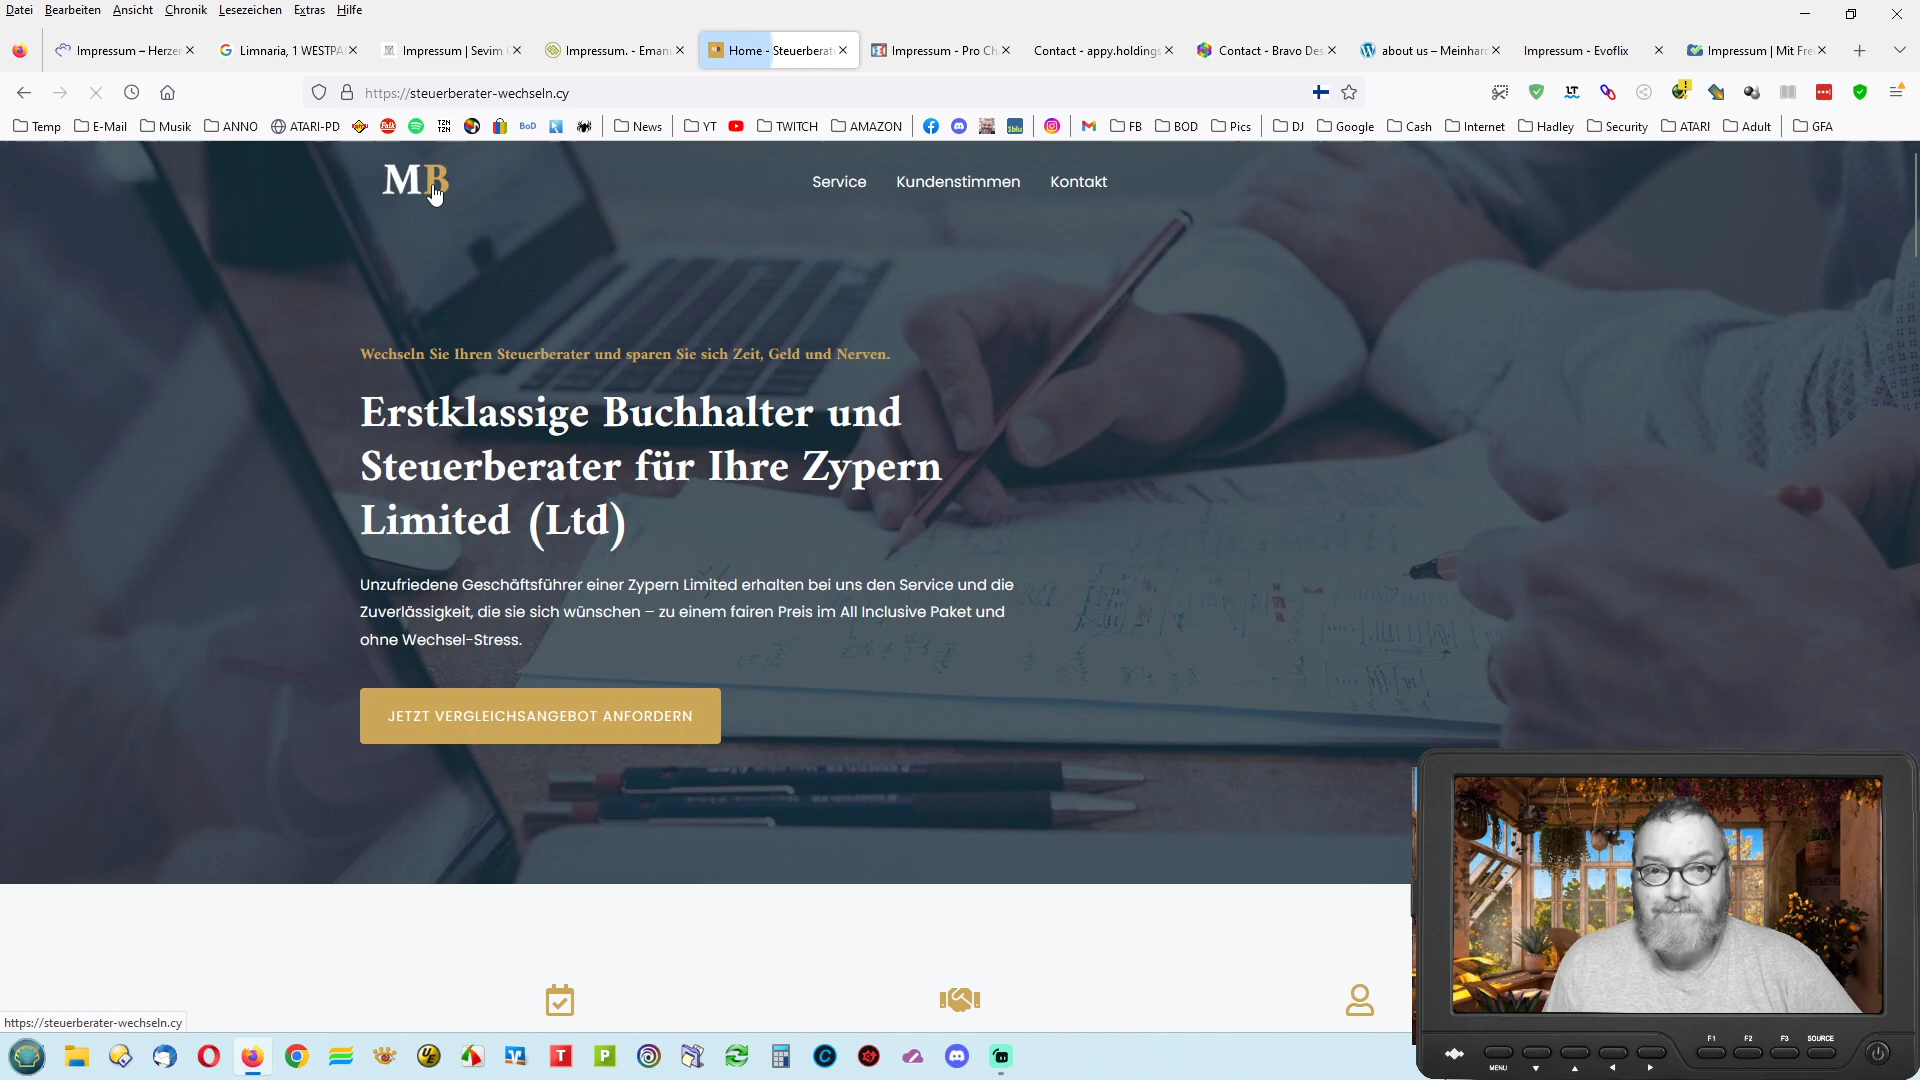 Datei Bearbeiten Ansicht Chronik Lesezeichen Extras Hilfe
Impressum – Herzen
Limnaria, 1 WESTPA
Impressum | Sevim
Impressum. - Emanu
Home - Steuerberat
Impressum - Pro Ch
Contact - appy.holdings
Contact - Bravo Des
about us – Meinhard
Impressum - Evoflix
Impressum | Mit Fre
https://steuerberater-wechseln.cy
Temp E-Mail Musik ANNO ATARI-PD BoD News YT TWITCH AMAZON 1blu FB BOD Pics DJ Google Cash Internet Hadley Security ATARI Adult GFA
MB
Service Kundenstimmen Kontakt
Wechseln Sie Ihren Steuerberater und sparen Sie sich Zeit, Geld und Nerven.
Erstklassige Buchhalter und
Steuerberater für Ihre Zypern
Limited (Ltd)
Unzufriedene Geschäftsführer einer Zypern Limited erhalten bei uns den Service und die
Zuverlässigkeit, die sie sich wünschen – zu einem fairen Preis im All Inclusive Paket und
ohne Wechsel-Stress.
JETZT VERGLEICHSANGEBOT ANFORDERN
https://steuerberater-wechseln.cy
F1 F2 F3 SOURCE
MENU